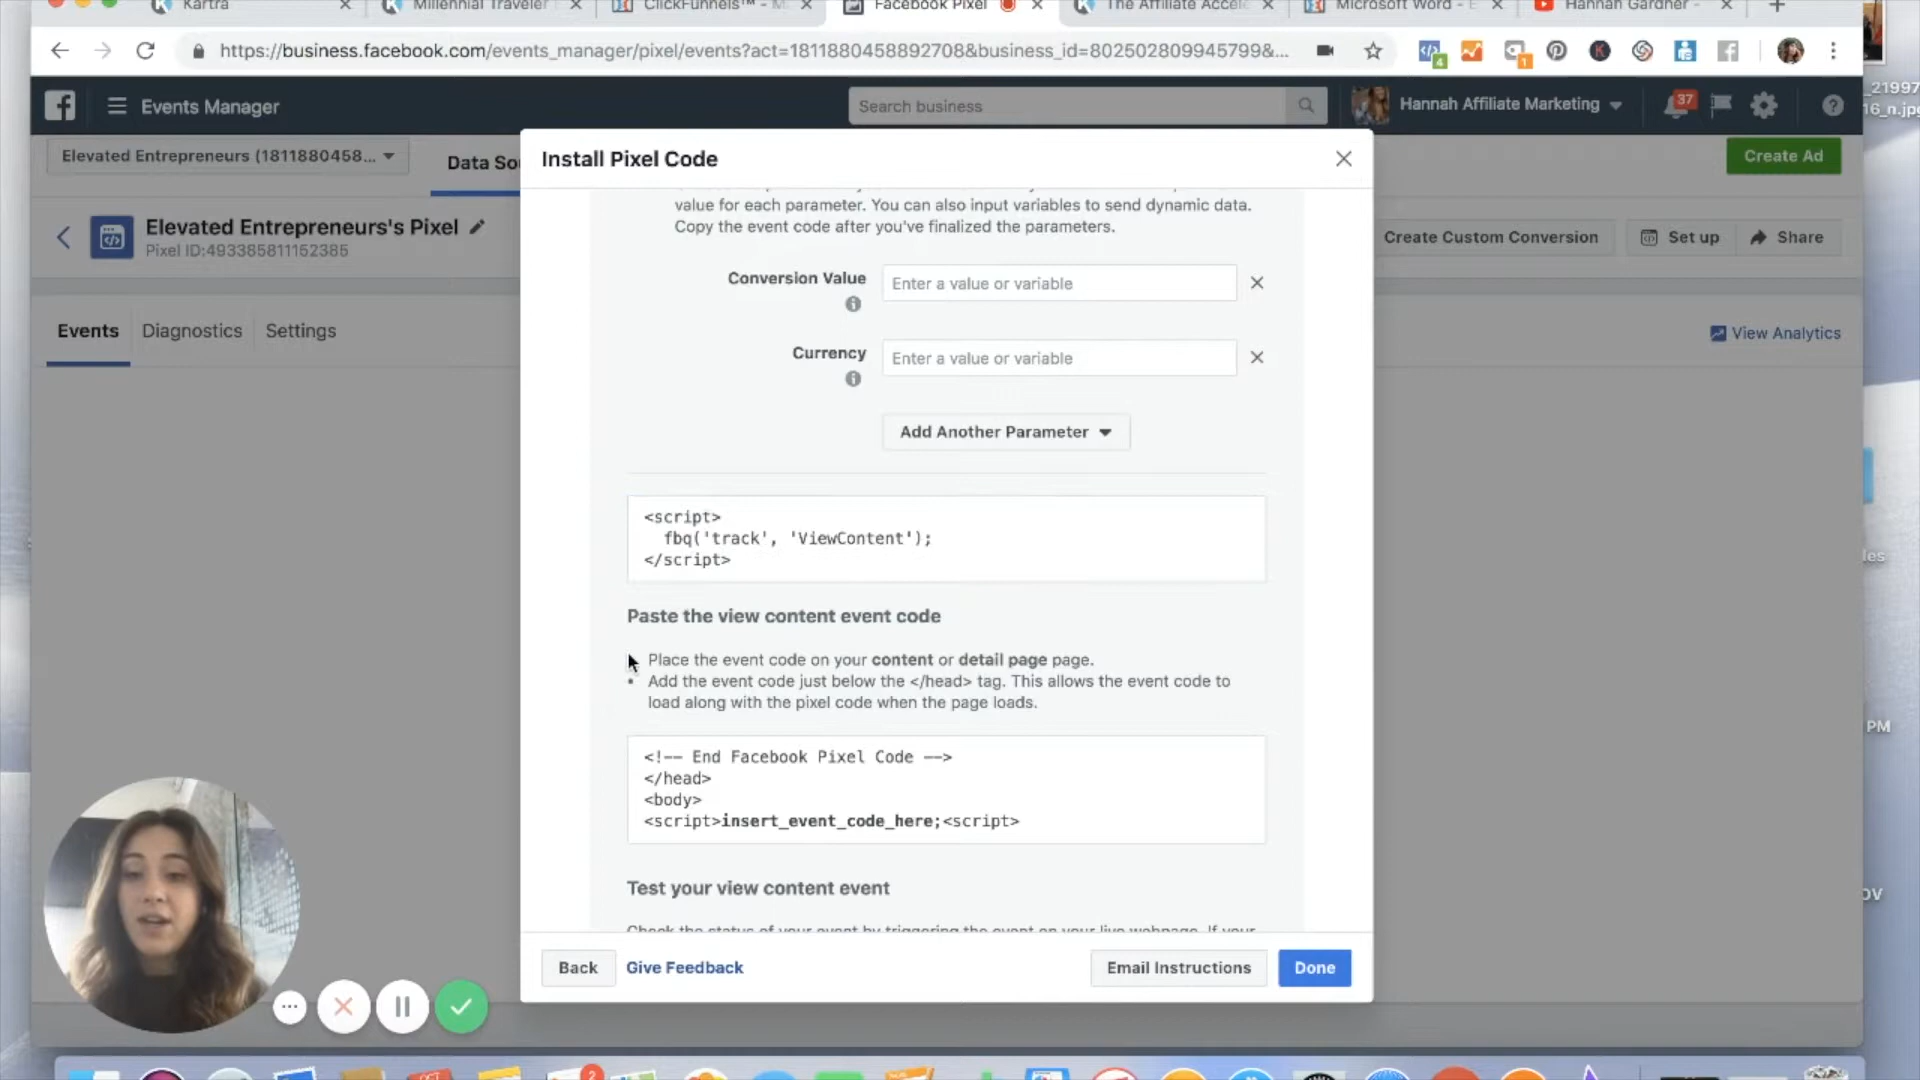 Kartra
Millennial Traveler
ClickFunnels™ - M
Facebook Pixel
The Affiliate Accele
Microsoft Word - E
Hannah Gardner -
https://business.facebook.com/events_manager/pixel/events?act=1811880458892708&business_id=802502809945799&...
4
1
Events Manager
Search business
Hannah Affiliate Marketing
37
_21997
16_n.jpg
Elevated Entrepreneurs (1811880458...
Data So
Create Ad
Install Pixel Code
Elevated Entrepreneurs's Pixel
Pixel ID:493385811152385
Create Custom Conversion
Set up
Share
value for each parameter. You can also input variables to send dynamic data.
Copy the event code after you've finalized the parameters.
Events
Diagnostics
Settings
View Analytics
Conversion Value
Enter a value or variable
Currency
Enter a value or variable
Add Another Parameter
<script>
fbq('track', 'ViewContent');
</script>
Paste the view content event code
Place the event code on your content or detail page page.
• Add the event code just below the </head> tag. This allows the event code to
load along with the pixel code when the page loads.
<!-- End Facebook Pixel Code -->
</head>
<body>
<script>insert_event_code_here;<script>
Test your view content event
Check the status of your event by triggering the event on your live webpage. If your
Back
Give Feedback
Email Instructions
Done
PM
2